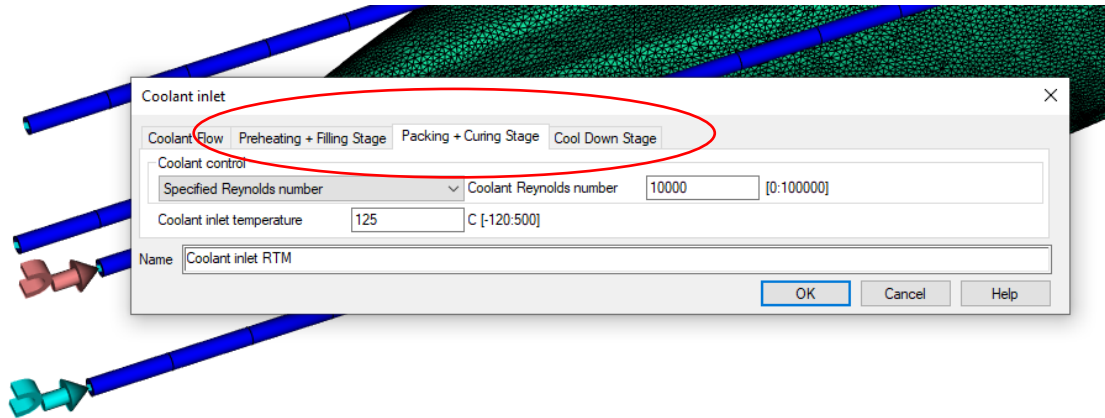 Coolant inlet
Coolant Flow Preheating + Filling Stage Packing + Curing Stage Cool Down Stage
Coolant control
Specified Reynolds number Coolant Reynolds number 10000 [0:100000]
Coolant inlet temperature 125 C [-120:500]
Name Coolant inlet RTM
OK Cancel Help